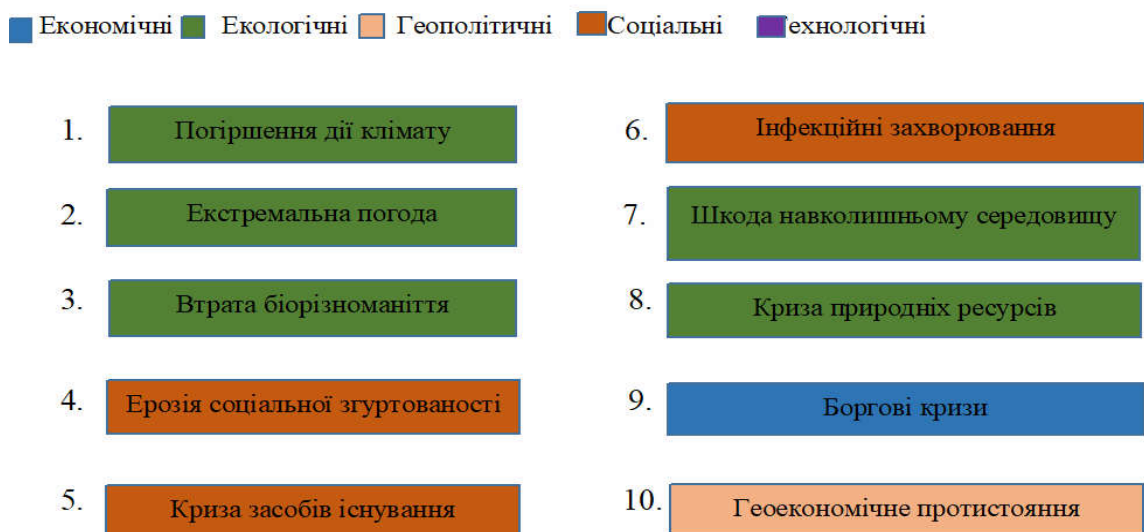 Економічні Екологічні Геополітичні Соціальні ехнологічні
1. Погіршення дії клімату
2. Екстремальна погода
3. Втрата біорізноманіття
4. Ерозія соціальної згуртованості
5. Криза засобів існування
6. Інфекційні захворювання
7. Шкода навколишньому середовищу
8. Криза природніх ресурсів
9. Боргові кризи
10. Геоекономічне протистояння